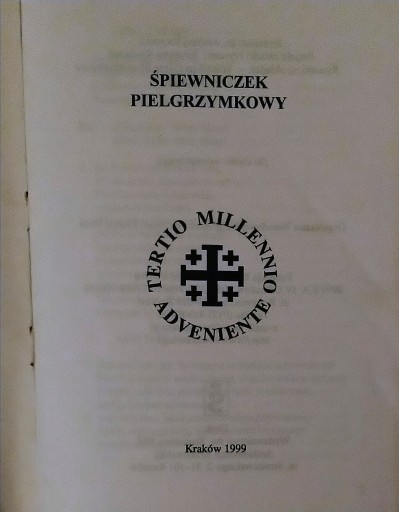 ŚPIEWNICZEK
PIELGRZYMKOWY
TERTIO MILLENNIO
ADVENIENTE
Kraków 1999